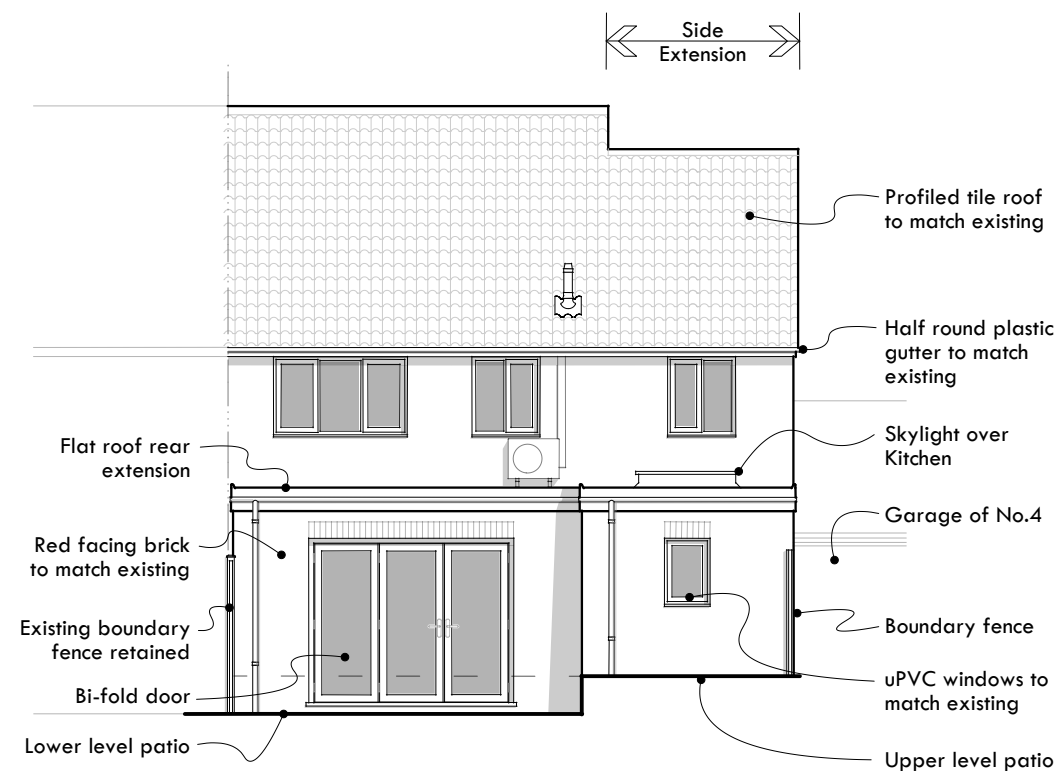 Side
Extension
Profiled tile roof
to match existing
Half round plastic
gutter to match
existing
Flat roof rear
extension
Skylight over
Kitchen
Garage of No.4
Red facing brick
to match existing
Existing boundary
fence retained
Boundary fence
Bi-fold door
uPVC windows to
match existing
Lower level patio
Upper level patio